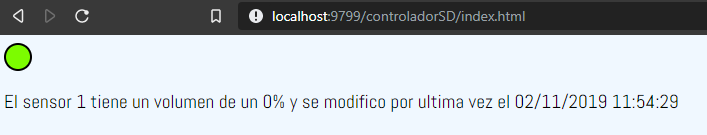 localhost:9799/controladorSD/index.html
El sensor 1 tiene un volumen de un 0% y se modifico por ultima vez el 02/11/2019 11:54:29